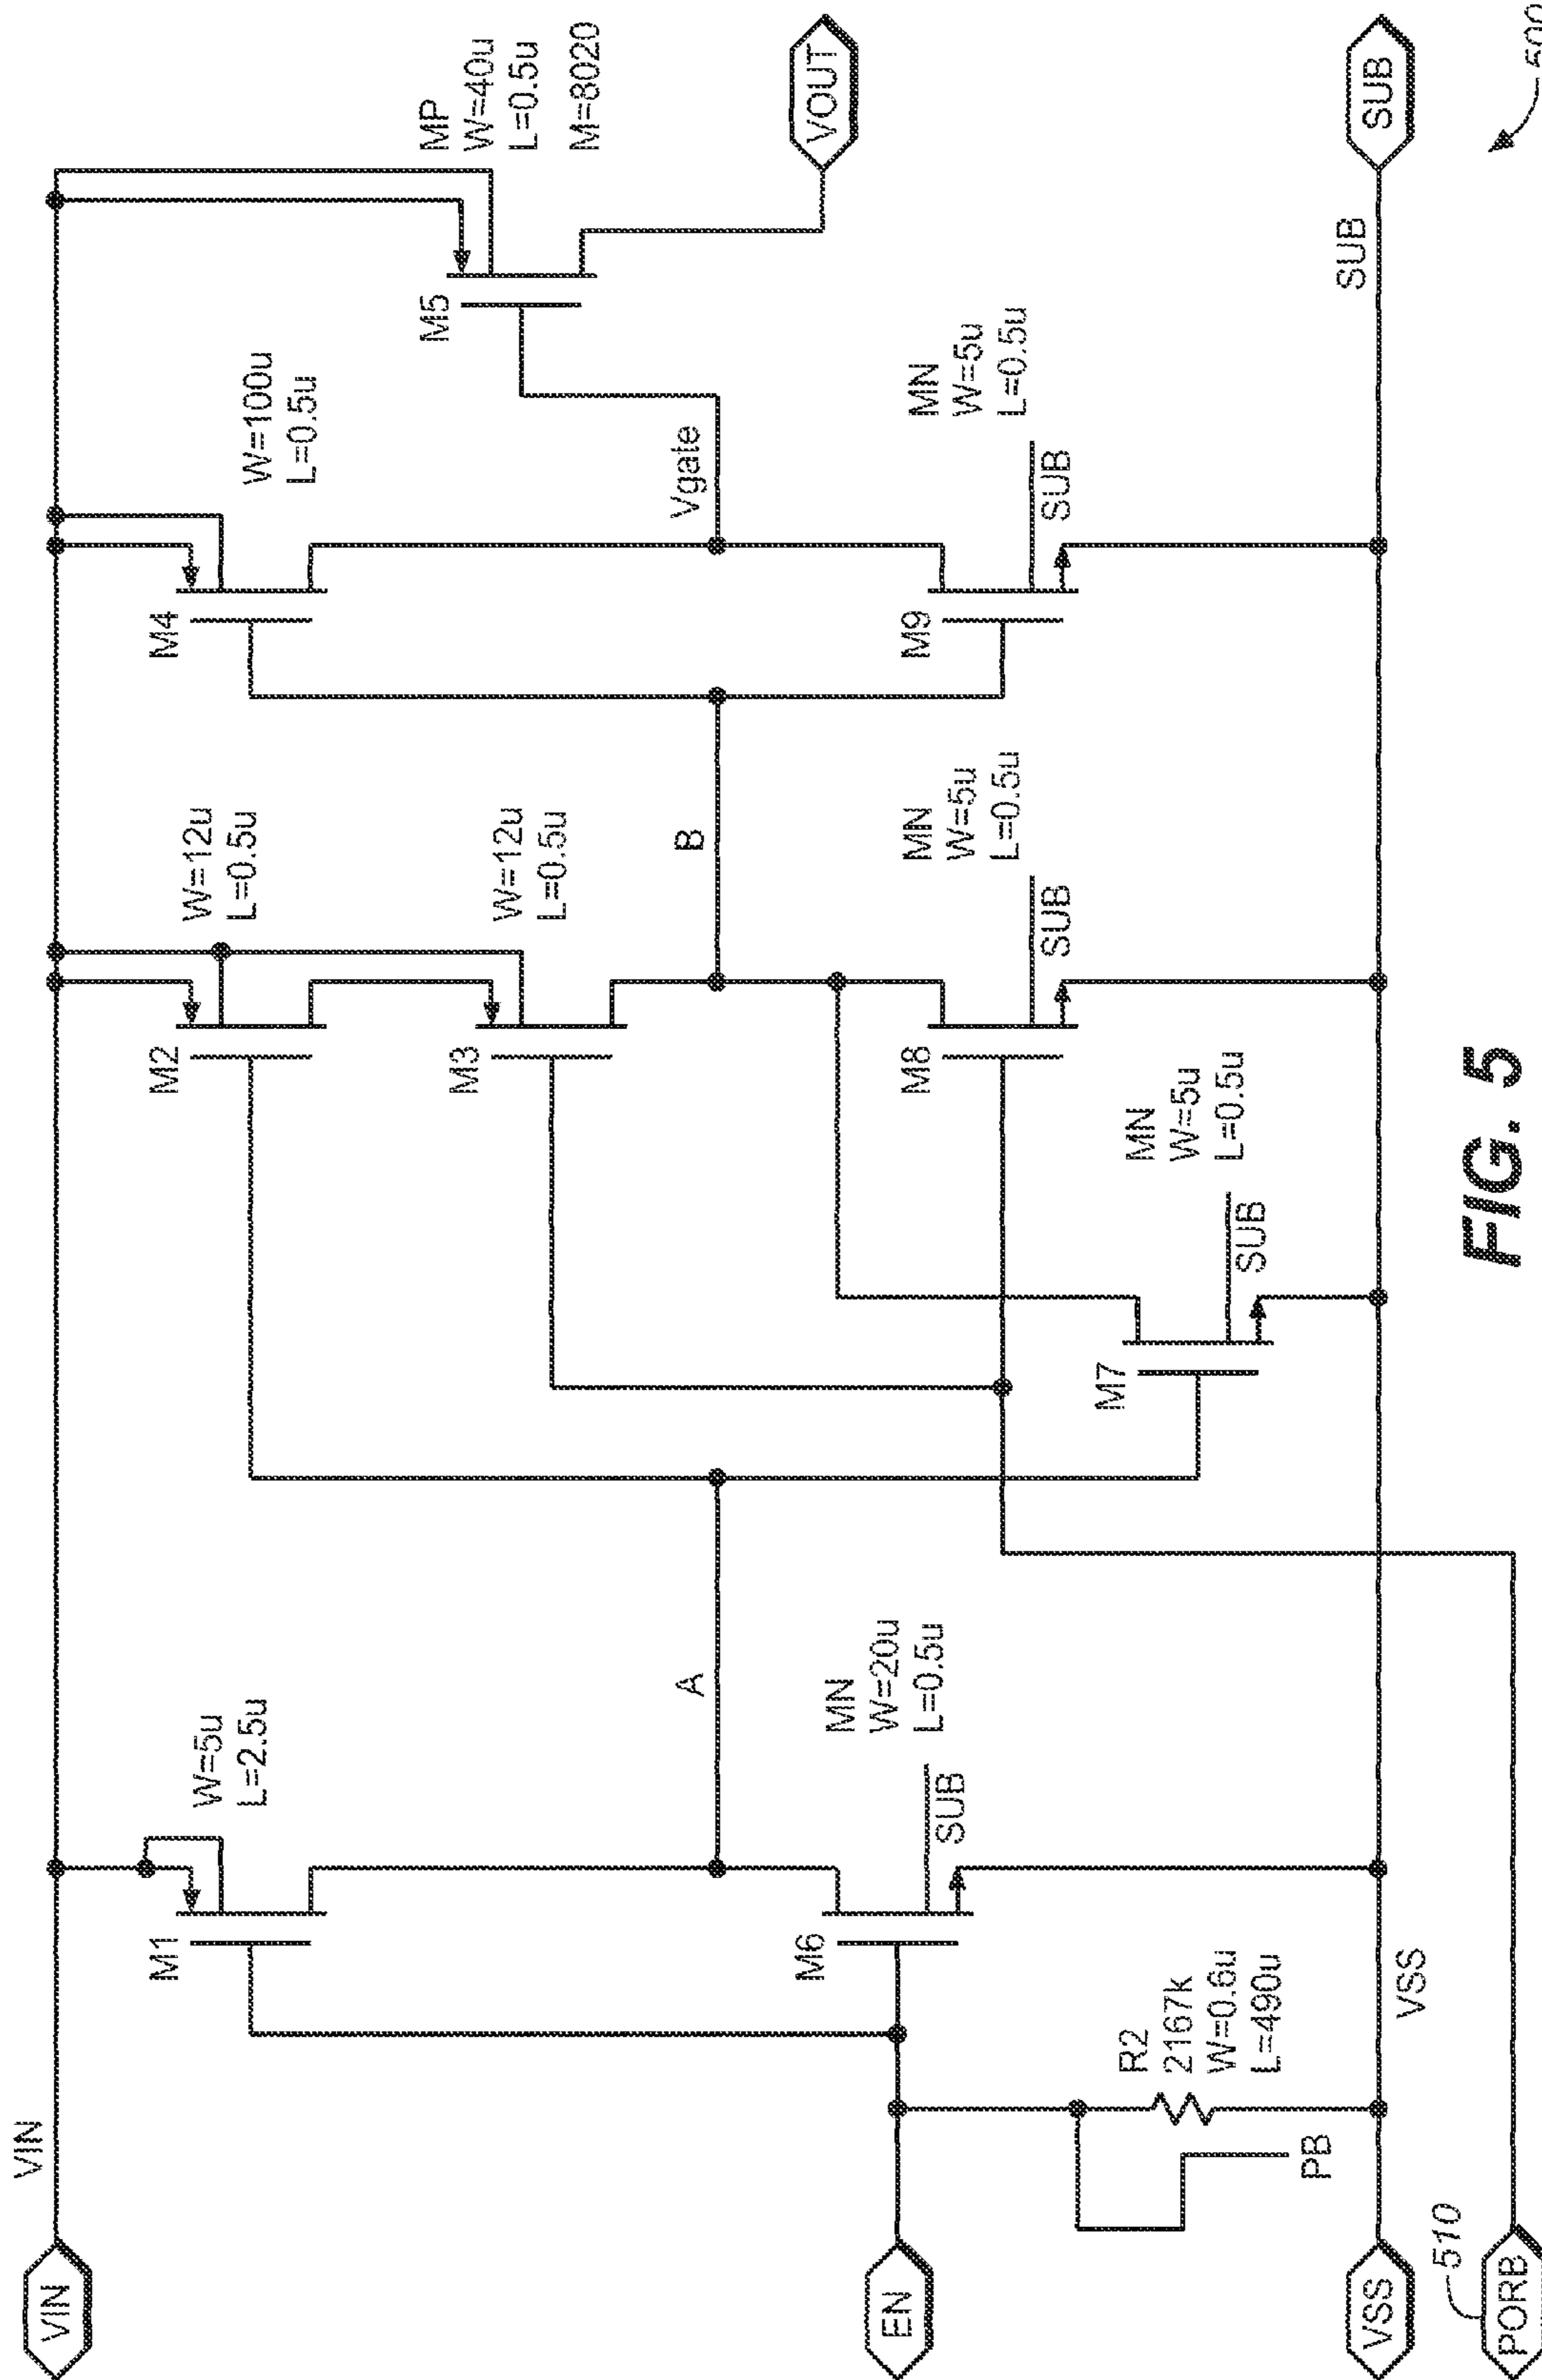 VIN
VIN
M1
W=5u
L=2.5u
M2
W=12u
L=0.5u
M3
W=12u
L=0.5u
M4
W=100u
L=0.5u
M5
MP
W=40u
L=0.5u
M=8020
VOUT
A
B
Vgate
EN
M6
MN
W=20u
L=0.5u
SUB
M8
MN
W=5u
L=0.5u
SUB
M9
MN
W=5u
L=0.5u
SUB
R2
2167k
W=0.6u
L=490u
PB
M7
MN
W=5u
L=0.5u
SUB
VSS
VSS
SUB
SUB
510
PORB
FIG. 5
500